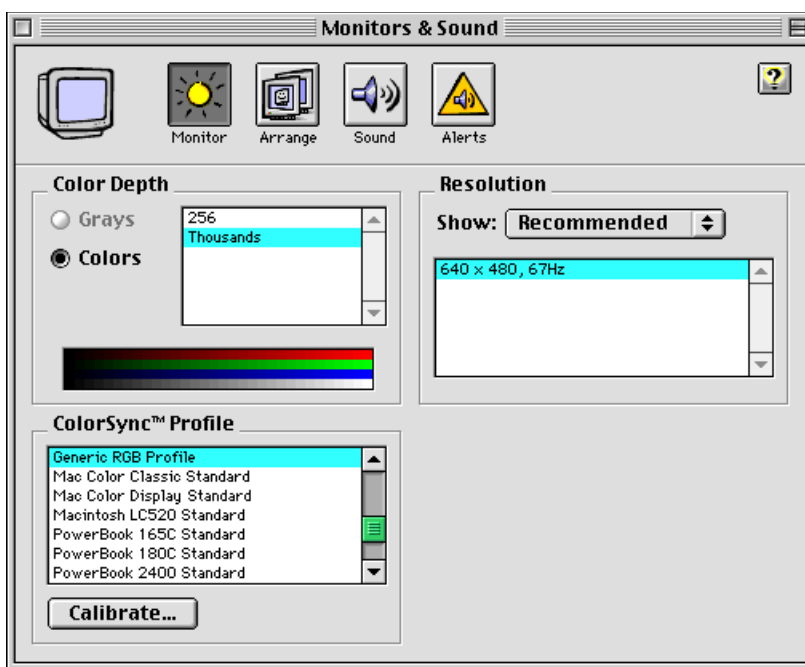 Monitors & Sound
Monitor
Arrange
Sound
Alerts
?
Color Depth
Grays
Colors
256
Thousands
Resolution
Show: Recommended
640 x 480, 67Hz
ColorSync™ Profile
Generic RGB Profile
Mac Color Classic Standard
Mac Color Display Standard
Macintosh LC520 Standard
PowerBook 165C Standard
PowerBook 180C Standard
PowerBook 2400 Standard
Calibrate...